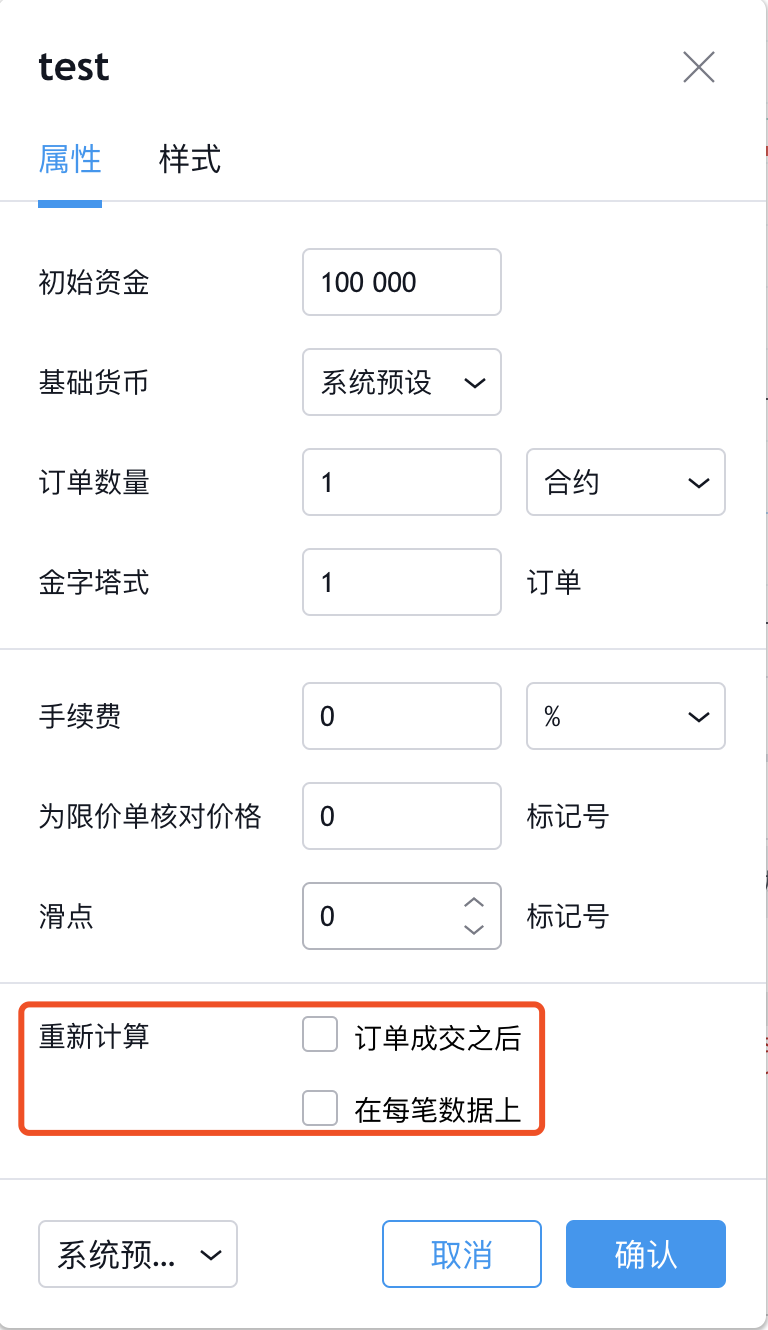 test
属性 样式
初始资金 100 000
基础货币 系统预设
订单数量 1 合约
金字塔式 1 订单
手续费 0 %
为限价单核对价格 0 标记号
滑点 0 标记号
重新计算 订单成交之后
在每笔数据上
系统预... 取消 确认